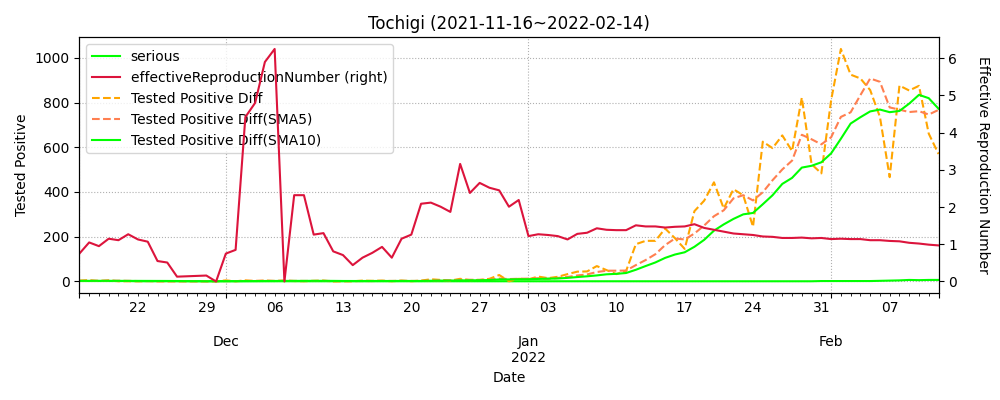 Tochigi (2021-11-16~2022-02-14)
serious
effectiveReproductionNumber (right)
Tested Positive Diff
Tested Positive Diff(SMA5)
Tested Positive Diff(SMA10)
Tested Positive
1000
800
600
400
200
0
Effective Reproduction Number
6
5
4
3
2
1
0
22 29 06 13 20 27 03 10 17 24 31 07
Dec Jan Feb
2022
Date